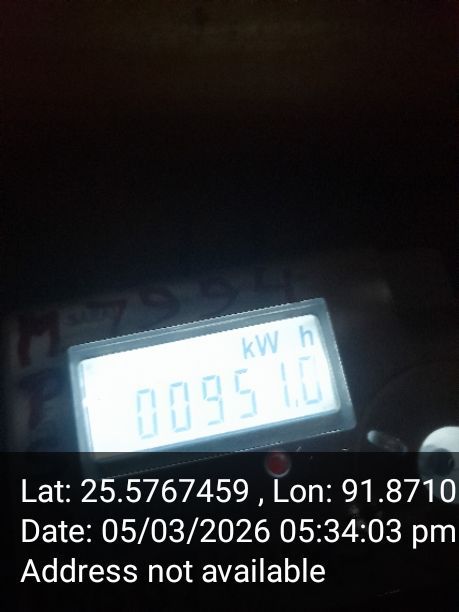 M 7994
kW h
00951.0
Lat: 25.5767459 , Lon: 91.8710
Date: 05/03/2026 05:34:03 pm
Address not available